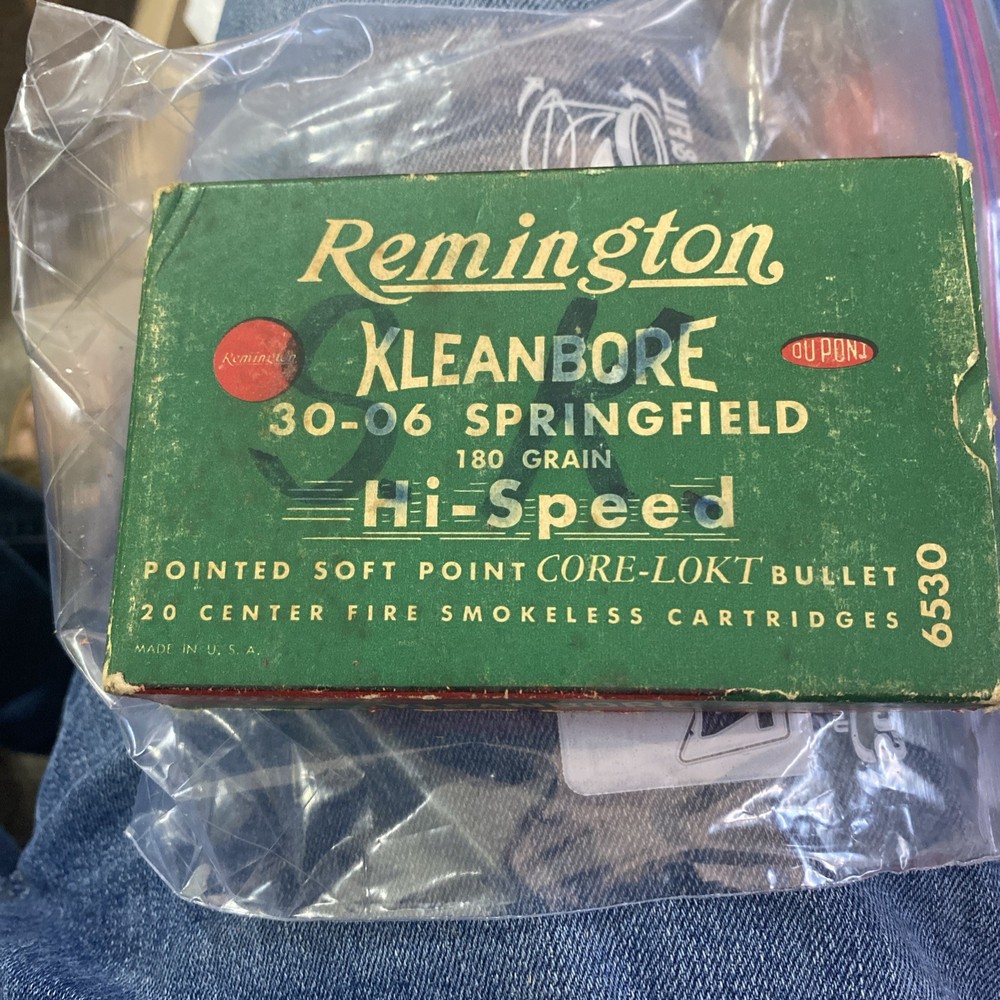 Remington
Remington
KLEANBORE
DU PONT
30-06 SPRINGFIELD
180 GRAIN
Hi-Speed
POINTED SOFT POINT CORE-LOKT BULLET
20 CENTER FIRE SMOKELESS CARTRIDGES
6530
MADE IN U. S. A.
SK